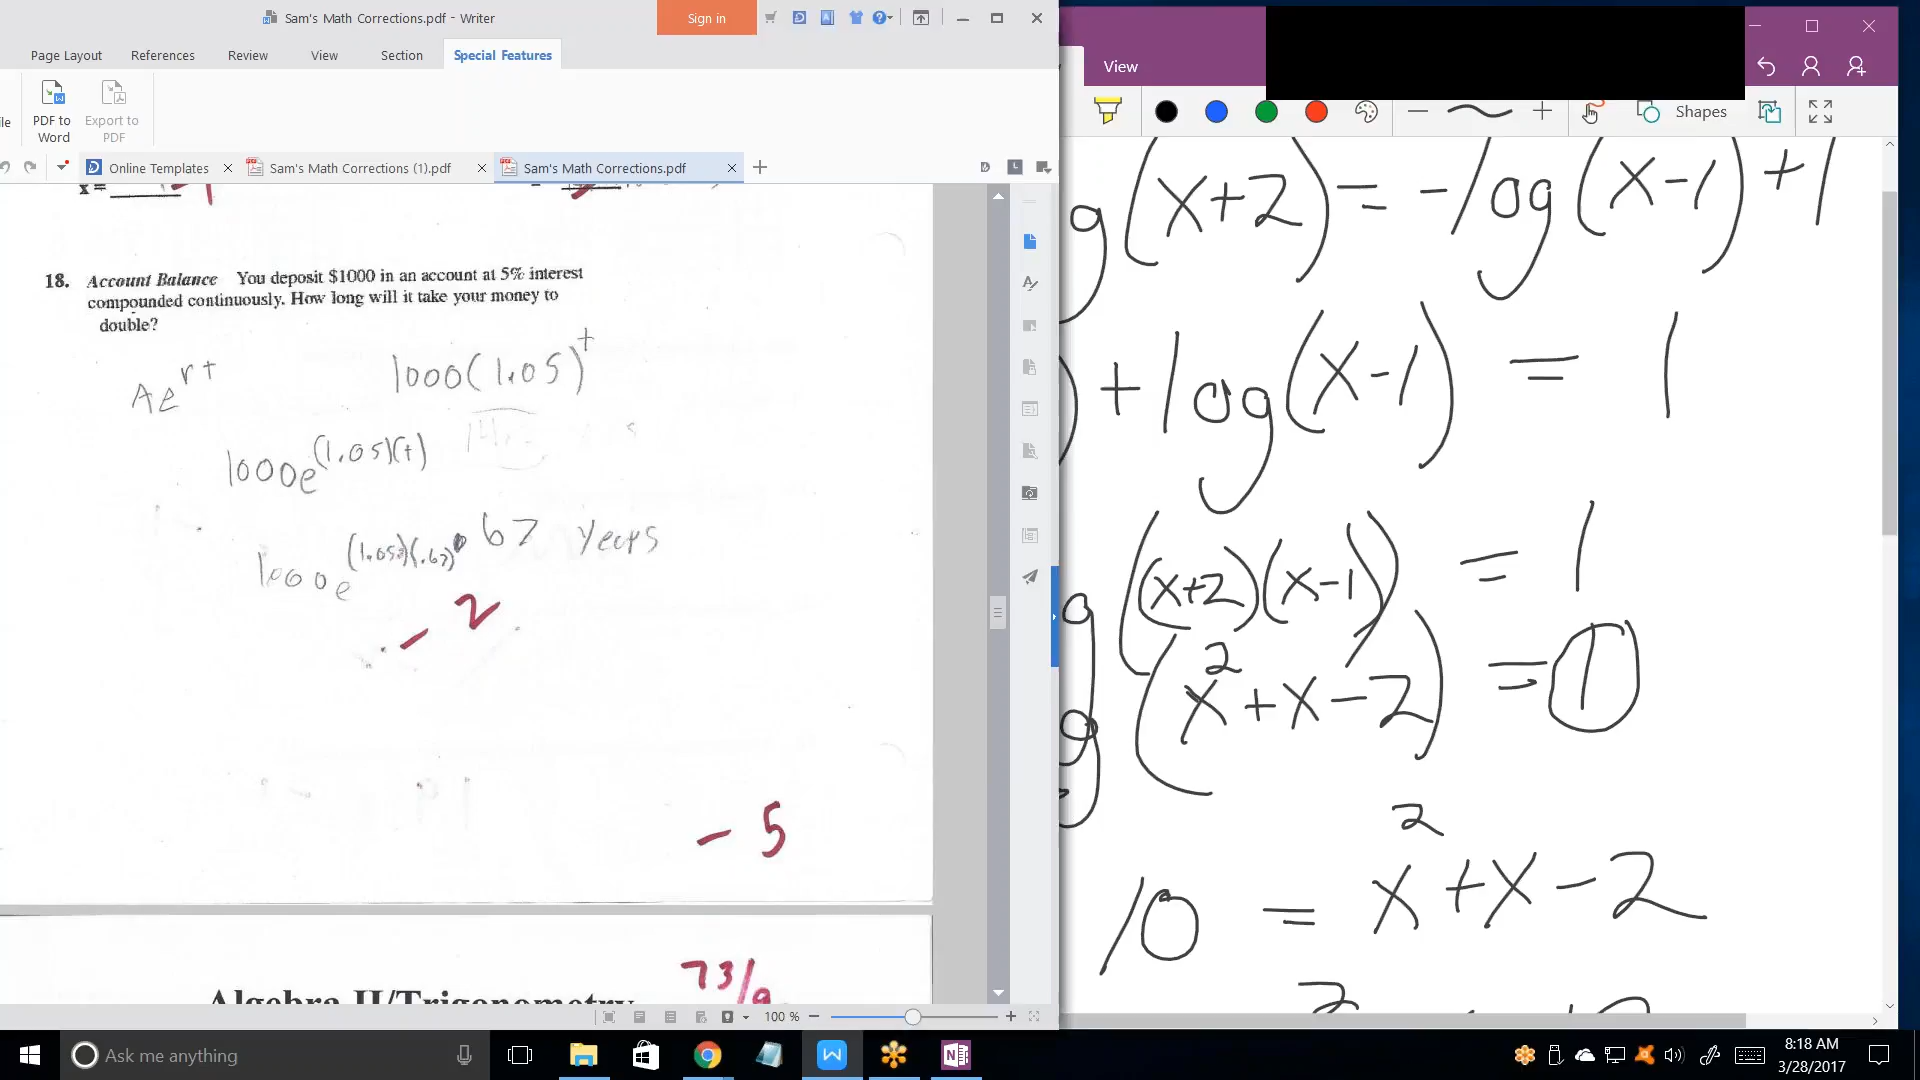 Sam's Math Corrections.pdf - Writer
Sign in
Page Layout References Review View Section Special Features
PDF to Word
Export to PDF
Online Templates
Sam's Math Corrections (1).pdf
Sam's Math Corrections.pdf
x =
18. Account Balance You deposit $1000 in an account at 5% interest
compounded continuously. How long will it take your money to
double?
Ae^rt
1000(1.05)^t
1000e^(1.05)(t)
1000e^(1.05)(.67)
67 years
- 2
- 5
Algebra II/Trigonometry
73/
100 %
View
Shapes
g(x+2) = -log(x-1)+1
) + log(x-1) = 1
g((x+2)(x-1)) = 1
g(x²+x-2) = 1
10 = x²+x-2
Ask me anything
8:18 AM
3/28/2017